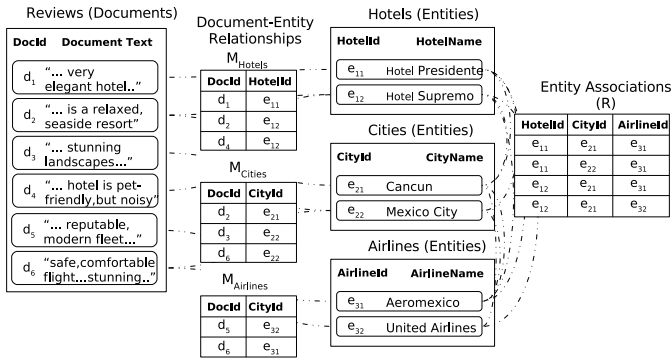 Reviews (Documents)
DocId Document Text
d1 “... very
elegant hotel..”
d2 “... is a relaxed,
seaside resort”
d3 “... stunning
landscapes...”
d4 “... hotel is pet-
friendly,but noisy”
d5 “... reputable,
modern fleet...”
d6 “safe,comfortable
flight...stunning..”
Document-Entity
Relationships
MHotels
DocId HotelId
d1 e11
d2 e12
d4 e12
MCities
DocId CityId
d2 e21
d3 e22
d6 e22
MAirlines
DocId CityId
d5 e32
d6 e31
Hotels (Entities)
HotelId HotelName
e11 Hotel Presidente
e12 Hotel Supremo
Cities (Entities)
CityId CityName
e21 Cancun
e22 Mexico City
Airlines (Entities)
AirlineId AirlineName
e31 Aeromexico
e32 United Airlines
Entity Associations
(R)
HotelId CityId AirlineId
e11 e21 e31
e11 e22 e31
e12 e21 e31
e12 e21 e32